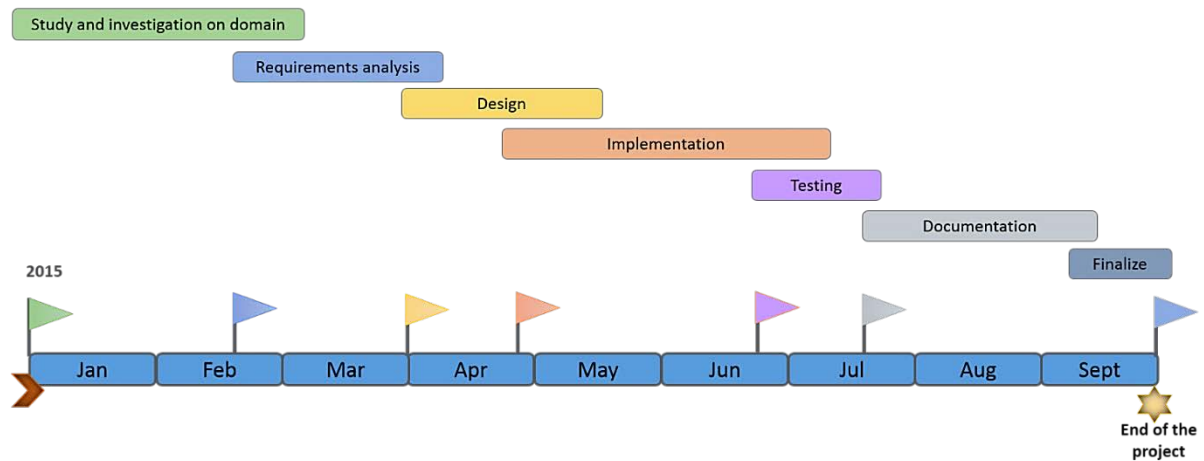 Study and investigation on domain
Requirements analysis
Design
Implementation
Testing
Documentation
Finalize
2015
Jan Feb Mar Apr May Jun Jul Aug Sept
End of the
project